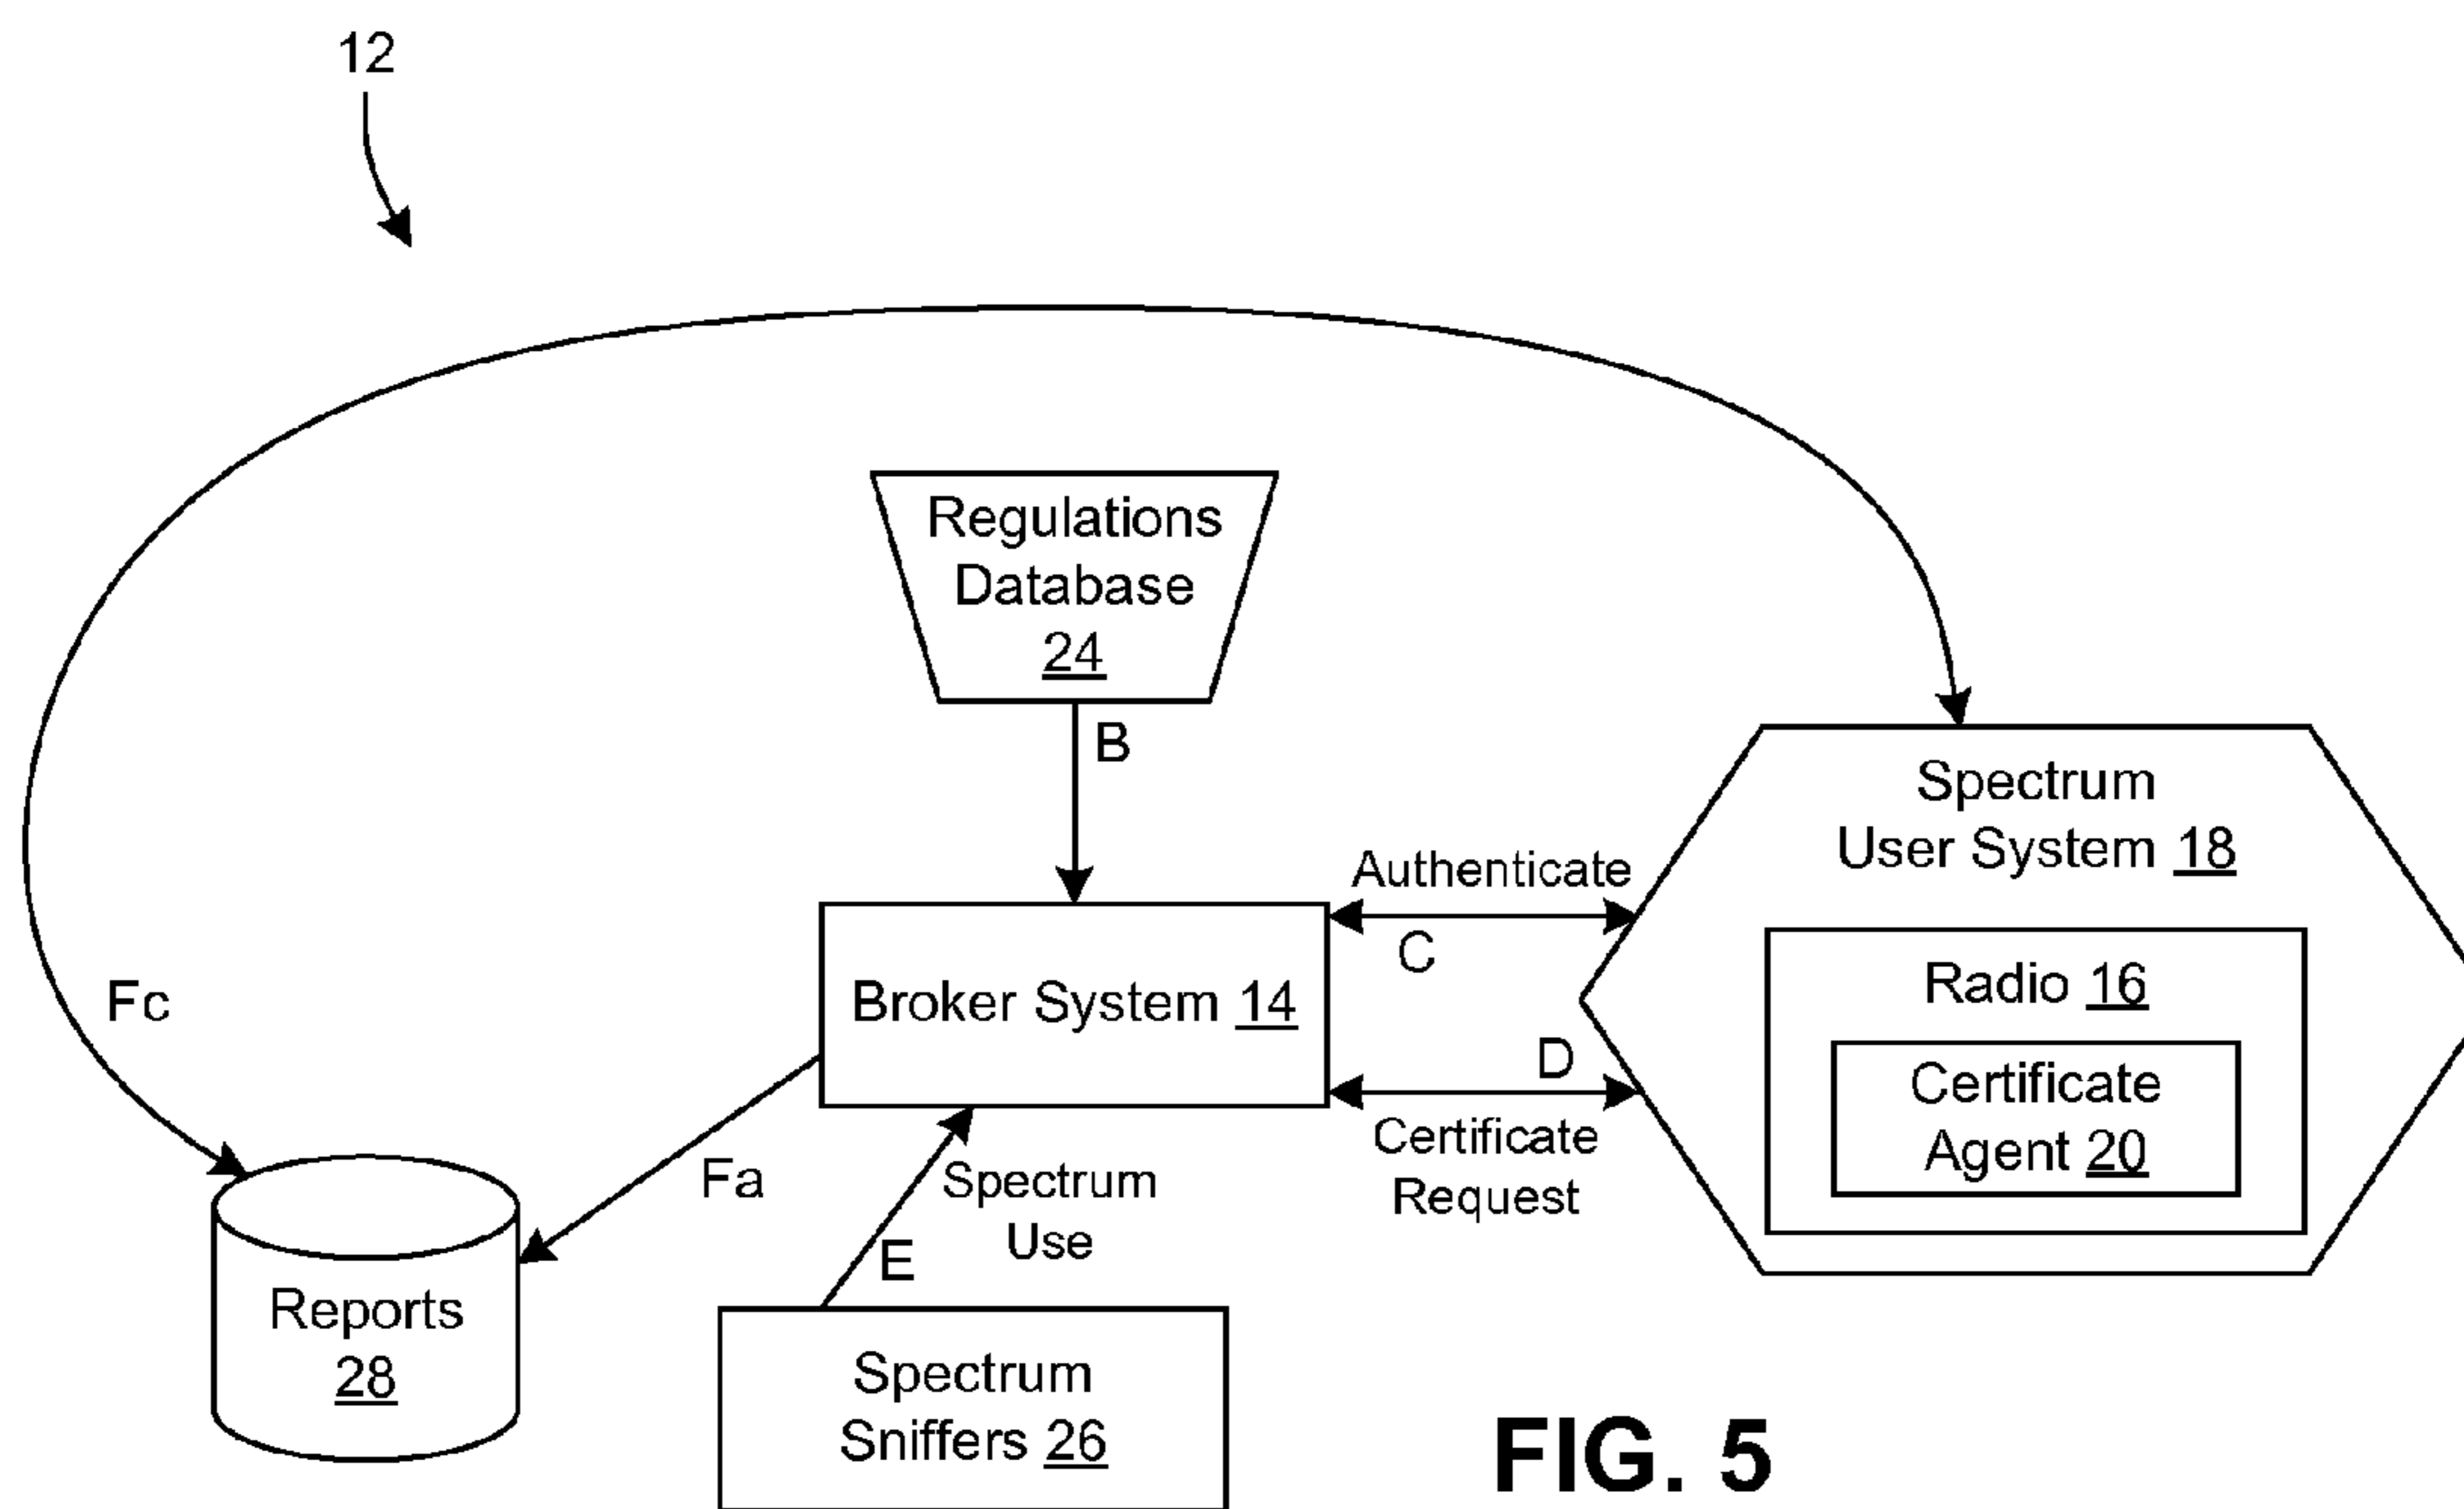 12
Regulations
Database
24
B
Spectrum
User System 18
Authenticate
C
Radio 16
Broker System 14
Fc
D
Certificate
Agent 20
Certificate
Request
Fa
Spectrum
Use
E
Reports
28
Spectrum
Sniffers 26
FIG. 5